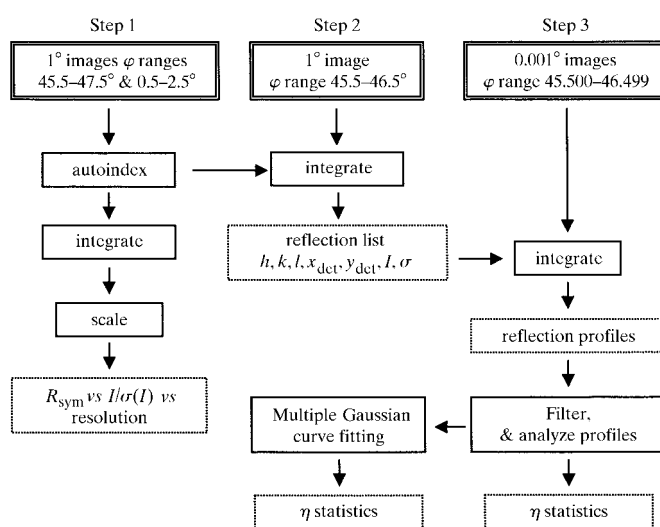 Step 1
Step 2
Step 3
1° images φ ranges
45.5–47.5° & 0.5–2.5°
1° image
φ range 45.5–46.5°
0.001° images
φ range 45.500–46.499
autoindex
integrate
integrate
reflection list
h, k, l, x_det, y_det, I, σ
integrate
scale
reflection profiles
R_sym vs I/σ(I) vs
resolution
Multiple Gaussian
curve fitting
Filter,
& analyze profiles
η statistics
η statistics